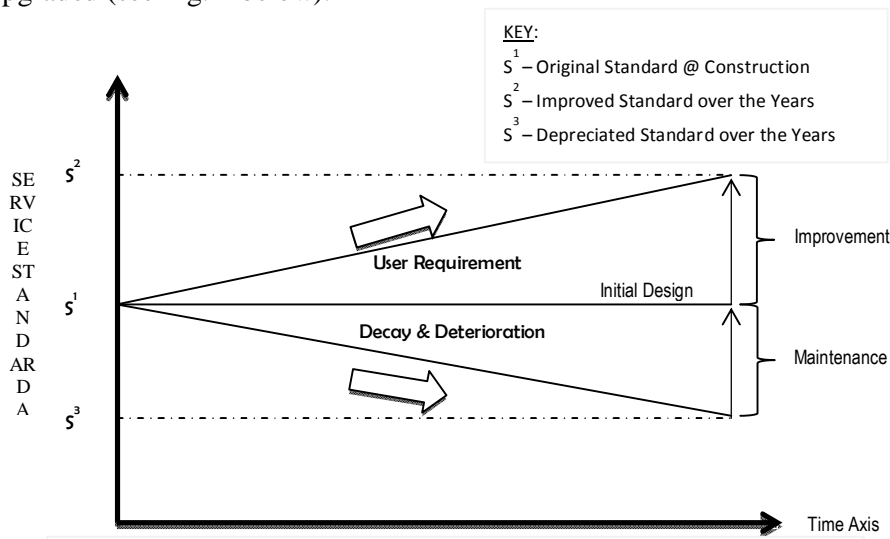 KEY:
S¹ – Original Standard @ Construction
S² – Improved Standard over the Years
S³ – Depreciated Standard over the Years
S²
SE
RV
IC
E
ST
A
N
D
AR
D
A
Improvement
User Requirement
Initial Design
S¹
Decay & Deterioration
Maintenance
S³
Time Axis